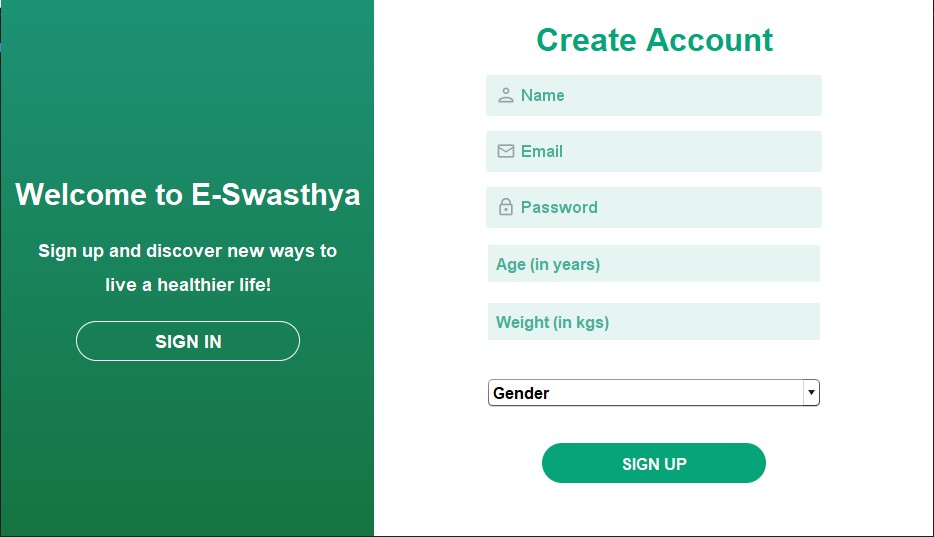 Welcome to E-Swasthya
Sign up and discover new ways to
live a healthier life!
SIGN IN
Create Account
Name
Email
Password
Age (in years)
Weight (in kgs)
Gender
SIGN UP